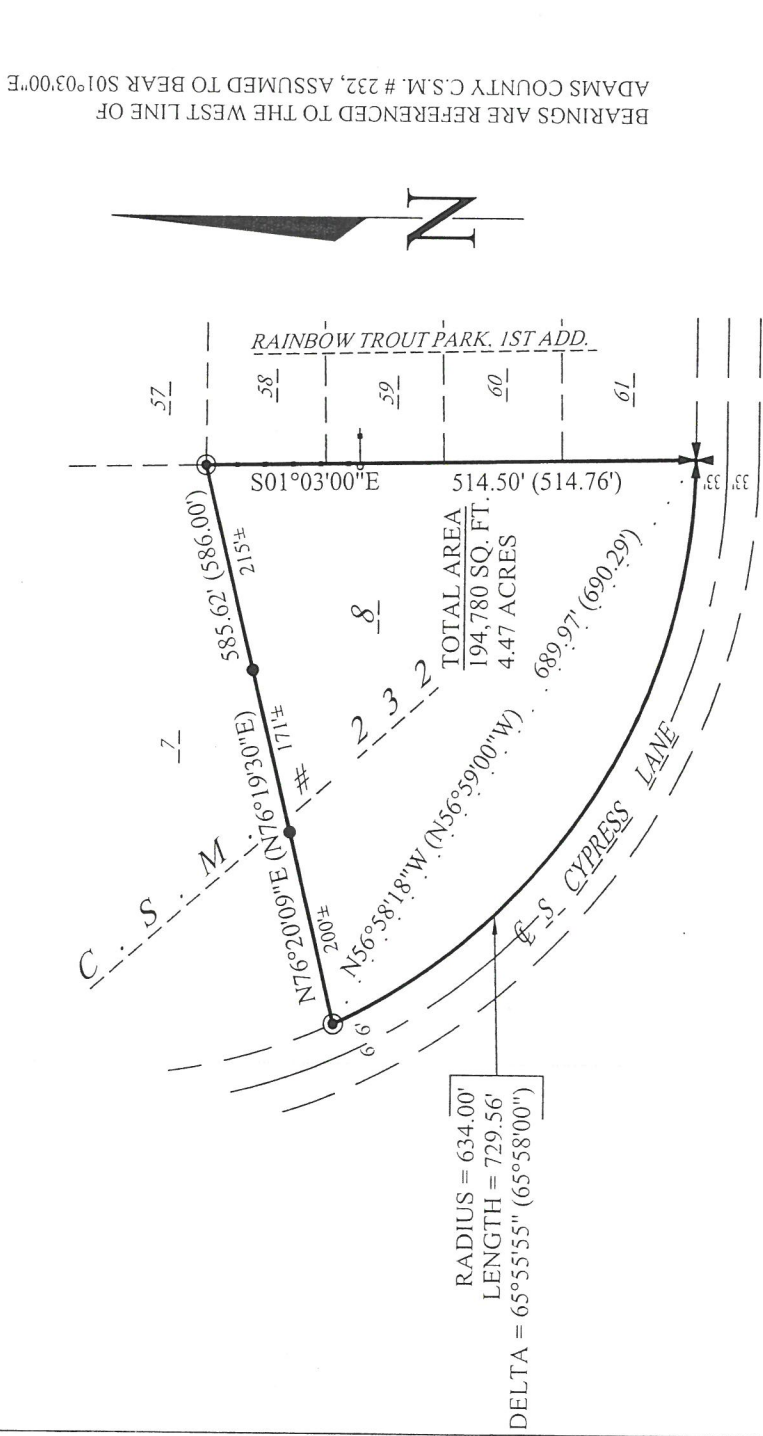 BEARINGS ARE REFERENCED TO THE WEST LINE OF
ADAMS COUNTY C.S.M. # 232, ASSUMED TO BEAR S01°03'00"E
N
RAINBOW TROUT PARK, 1ST ADD.
57
58
59
60
61
S01°03'00"E
514.50' (514.76')
585.62' (586.00')
215'±
7
171'±
N76°20'09"E (N76°19'30"E)
200'±
8
C . S . M . # 232
TOTAL AREA
194,780 SQ. FT.
4.47 ACRES
N56°58'18"W (N56°59'00"W)
689.97' (690.29')
33'
33'
66'
℄ S. CYPRESS LANE
RADIUS = 634.00'
LENGTH = 729.56'
DELTA = 65°55'55" (65°58'00")